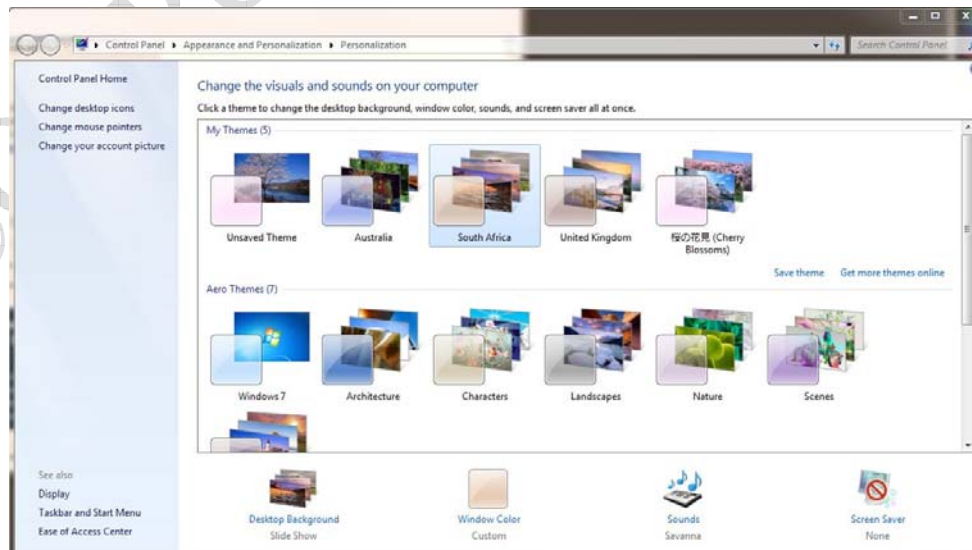 Control Panel ▸ Appearance and Personalization ▸ Personalization
Search Control Panel
Control Panel Home
Change desktop icons
Change mouse pointers
Change your account picture
Change the visuals and sounds on your computer
Click a theme to change the desktop background, window color, sounds, and screen saver all at once.
My Themes (5)
Unsaved Theme
Australia
South Africa
United Kingdom
桜の花見 (Cherry
Blossoms)
Save theme
Get more themes online
Aero Themes (7)
Windows 7
Architecture
Characters
Landscapes
Nature
Scenes
See also
Display
Taskbar and Start Menu
Ease of Access Center
Desktop Background
Slide Show
Window Color
Custom
Sounds
Savanna
Screen Saver
None